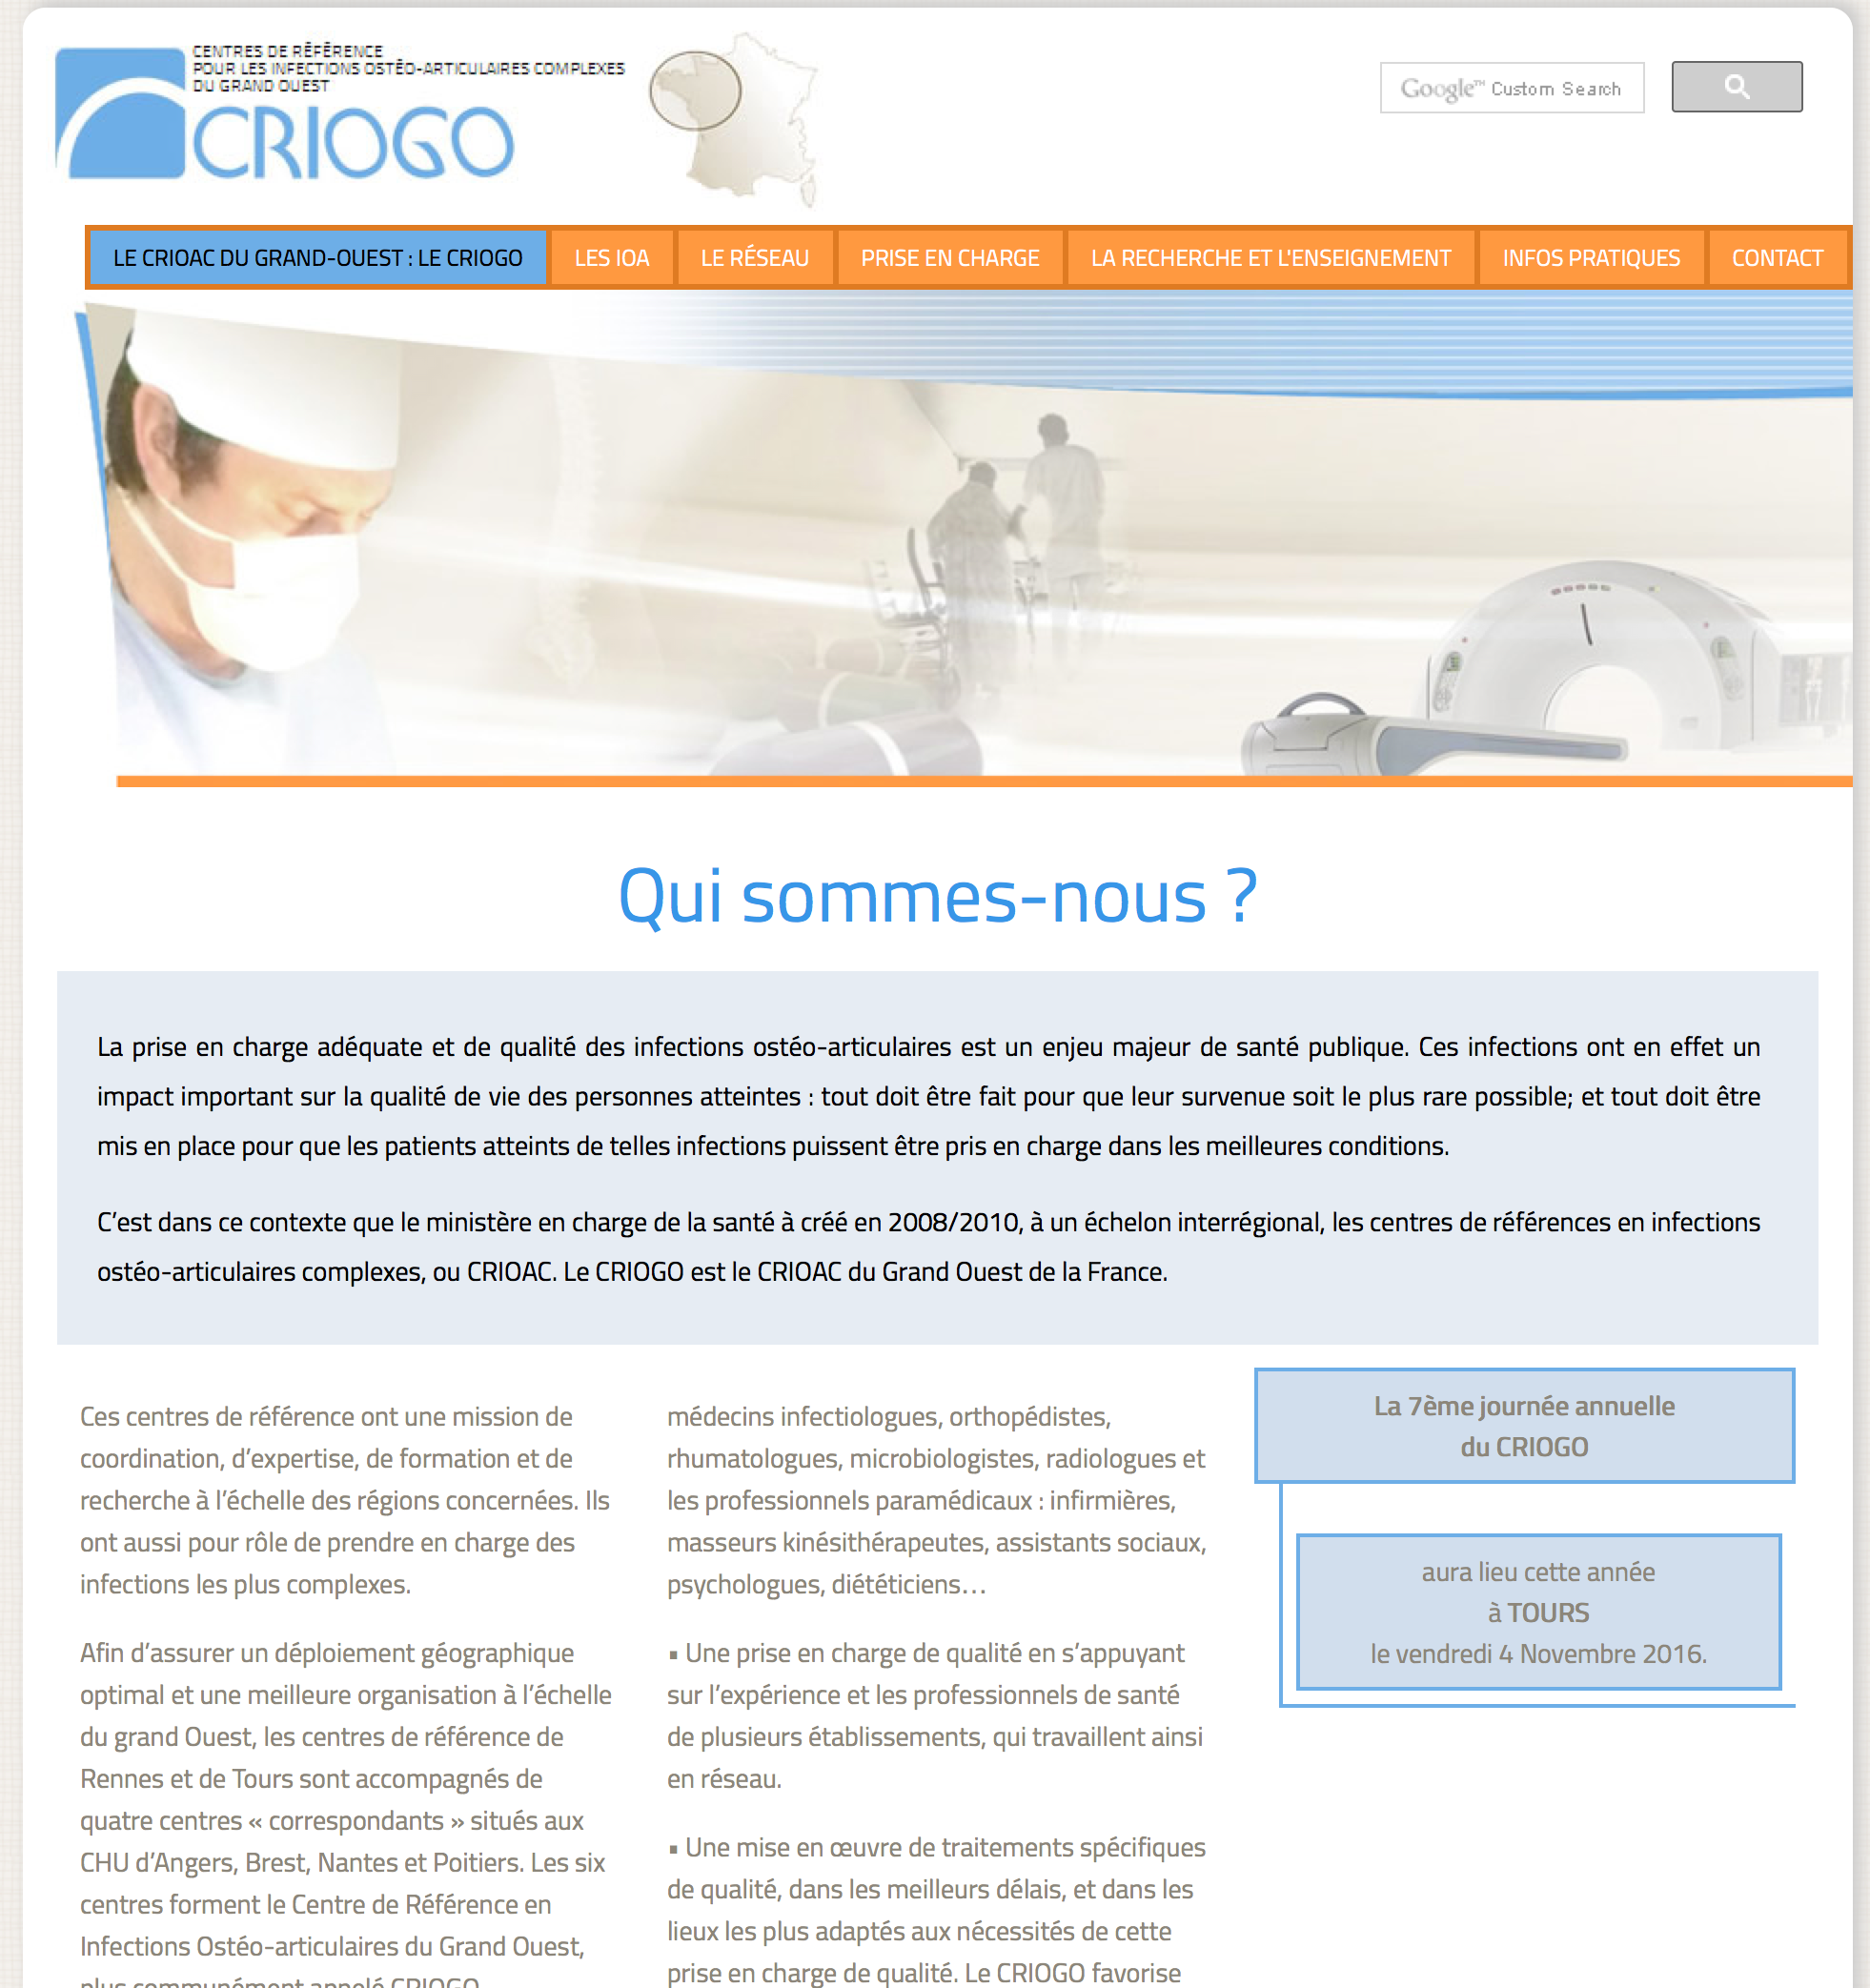 CENTRES DE RÉFÉRENCE
POUR LES INFECTIONS OSTÉO-ARTICULAIRES COMPLEXES
DU GRAND OUEST
CRIOGO
Google™ Custom Search
LE CRIOAC DU GRAND-OUEST : LE CRIOGO
LES IOA
LE RÉSEAU
PRISE EN CHARGE
LA RECHERCHE ET L'ENSEIGNEMENT
INFOS PRATIQUES
CONTACT
Qui sommes-nous ?
La prise en charge adéquate et de qualité des infections ostéo-articulaires est un enjeu majeur de santé publique. Ces infections ont en effet un
impact important sur la qualité de vie des personnes atteintes : tout doit être fait pour que leur survenue soit le plus rare possible; et tout doit être
mis en place pour que les patients atteints de telles infections puissent être pris en charge dans les meilleures conditions.
C’est dans ce contexte que le ministère en charge de la santé à créé en 2008/2010, à un échelon interrégional, les centres de références en infections
ostéo-articulaires complexes, ou CRIOAC. Le CRIOGO est le CRIOAC du Grand Ouest de la France.
Ces centres de référence ont une mission de
coordination, d’expertise, de formation et de
recherche à l’échelle des régions concernées. Ils
ont aussi pour rôle de prendre en charge des
infections les plus complexes.
Afin d’assurer un déploiement géographique
optimal et une meilleure organisation à l’échelle
du grand Ouest, les centres de référence de
Rennes et de Tours sont accompagnés de
quatre centres « correspondants » situés aux
CHU d’Angers, Brest, Nantes et Poitiers. Les six
centres forment le Centre de Référence en
Infections Ostéo-articulaires du Grand Ouest,
plus communément appelé CRIOGO
médecins infectiologues, orthopédistes,
rhumatologues, microbiologistes, radiologues et
les professionnels paramédicaux : infirmières,
masseurs kinésithérapeutes, assistants sociaux,
psychologues, diététiciens…
▪ Une prise en charge de qualité en s’appuyant
sur l’expérience et les professionnels de santé
de plusieurs établissements, qui travaillent ainsi
en réseau.
▪ Une mise en œuvre de traitements spécifiques
de qualité, dans les meilleurs délais, et dans les
lieux les plus adaptés aux nécessités de cette
prise en charge de qualité. Le CRIOGO favorise
La 7ème journée annuelle
du CRIOGO
aura lieu cette année
à TOURS
le vendredi 4 Novembre 2016.